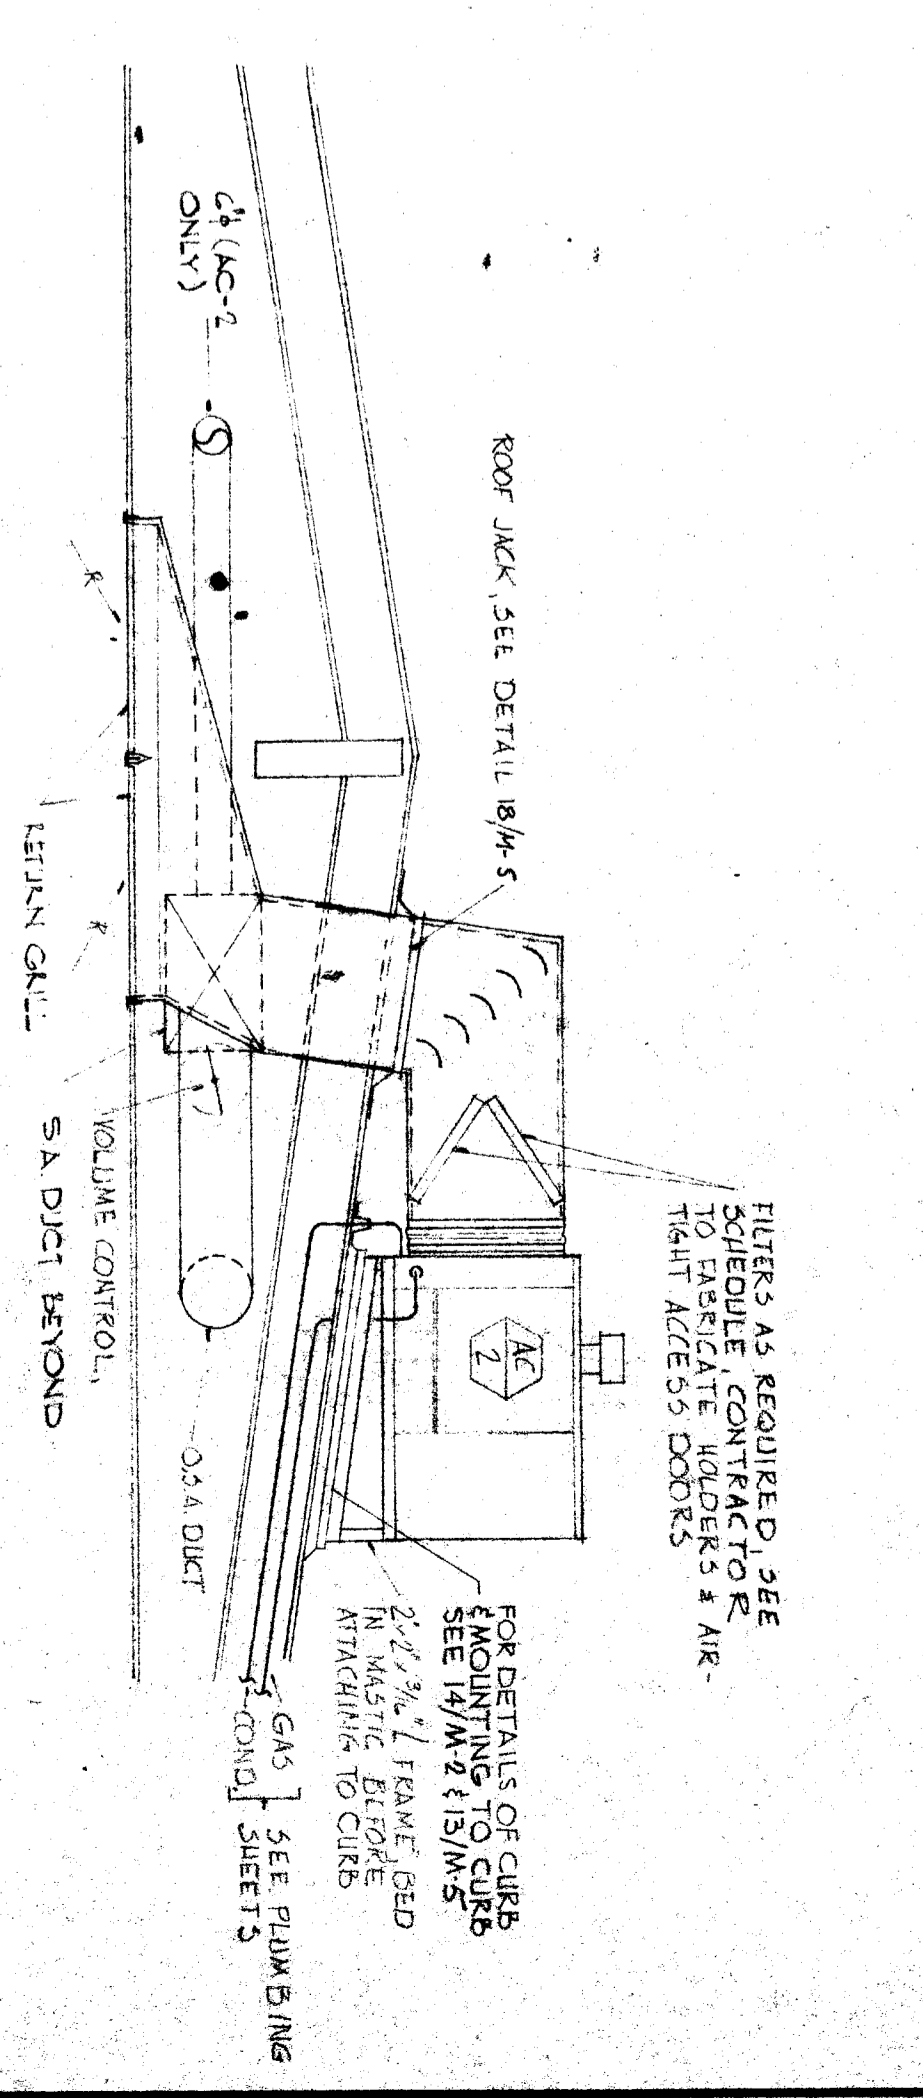 FILTERS AS REQUIRED, SEE
SCHEDULE, CONTRACTOR
TO FABRICATE HOLDERS & AIR-
TIGHT ACCESS DOORS
ROOF JACK, SEE DETAIL 18/M-5
AC
2
FOR DETAILS OF CURB
& MOUNTING TO CURB
SEE 14/M-2 & 13/M-5
2"x2"x3/16" L FRAME, BED
IN MASTIC BEFORE
ATTACHING TO CURB
6"φ (AC-2
ONLY)
GAS
COND.
SEE PLUMBING
SHEETS
O.S.A. DUCT
R
R
VOLUME CONTROL,
S.A. DUCT BEYOND
RETURN GRILL